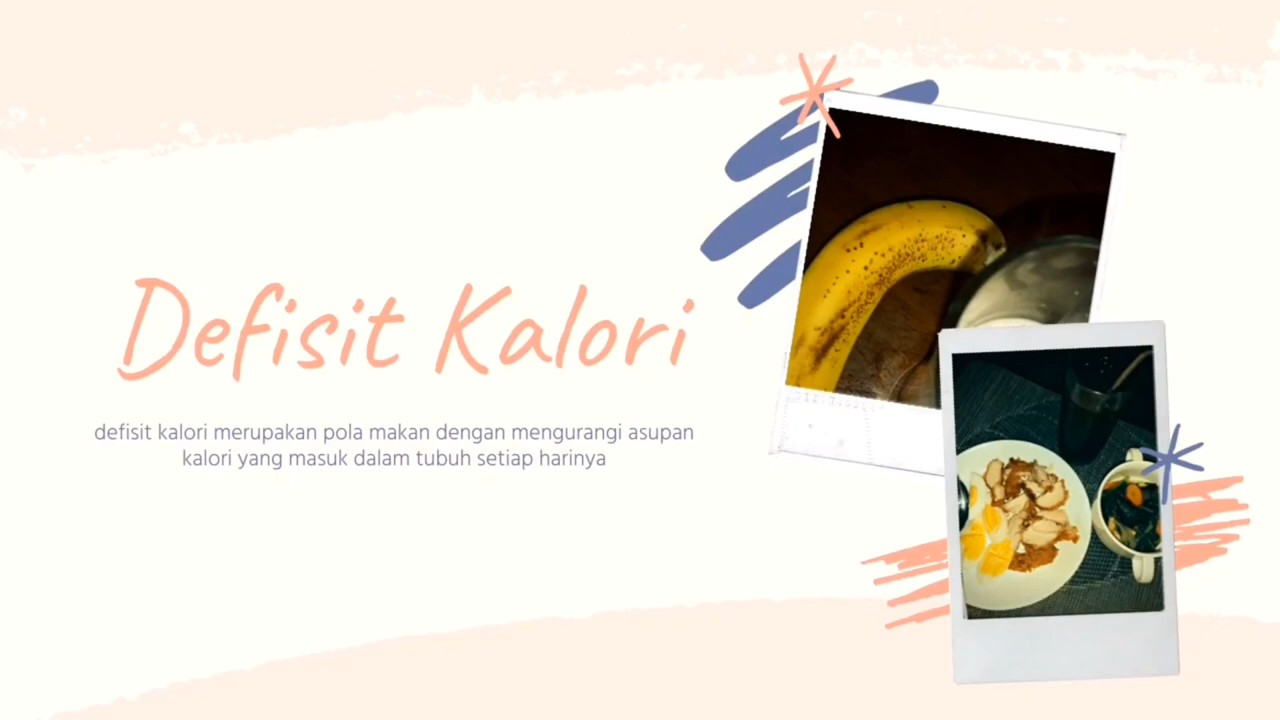 Defisit Kalori
defisit kalori merupakan pola makan dengan mengurangi asupan
kalori yang masuk dalam tubuh setiap harinya